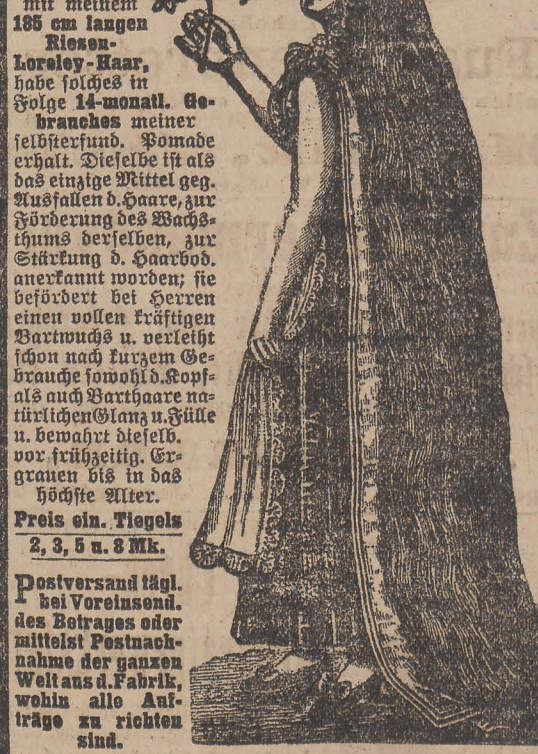 mit meinem
185 cm langen
Riesen-
Loreley-Haar,
habe solches in
Folge 14-monatl. Ge-
brauches meiner
selbsterfund. Pomade
erhalt. Dieselbe ist als
das einzige Mittel geg.
Ausfallen d. Haare, zur
Förderung des Wachs-
thums derselben, zur
Stärkung d. Haarbod.
anerkannt worden; sie
befördert bei Herren
einen vollen kräftigen
Bartwuchs u. verleiht
schon nach kurzem Ge-
brauche sowohl d. Kopf-
als auch Barthaare na-
türlichen Glanz u. Fülle
u. bewahrt dieselb.
vor frühzeitig. Er-
grauen bis in das
höchste Alter.
Preis ein. Tiegels
2, 3, 5 u. 8 Mk.
Postversand tägl.
bei Voreinsend.
des Betrages oder
mittelst Postnach-
nahme der ganzen
Welt aus d. Fabrik,
wohin alle Auf-
träge zu richten
sind.